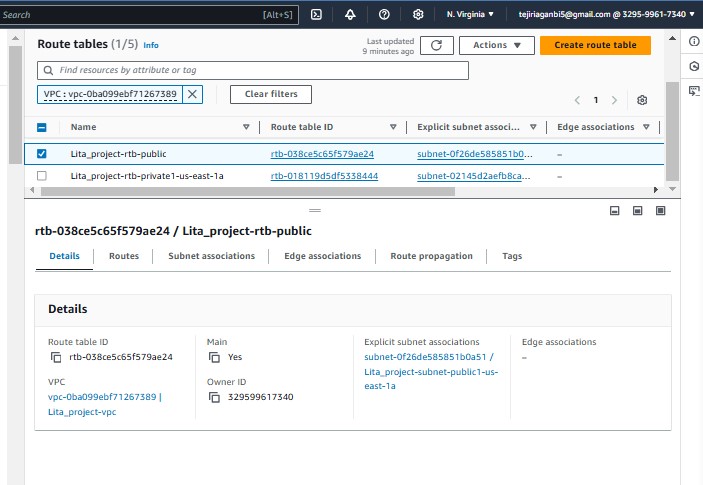 Search [Alt+S] N. Virginia tejiriaganbi5@gmail.com @ 3295-9961-7740
Route tables (1/5) Info
Last updated
9 minutes ago
Actions
Create route table
Find resources by attribute or tag
VPC : vpc-0ba099ebf71267389
Clear filters
1
Name Route table ID Explicit subnet associ... Edge associations
Lita_project-rtb-public rtb-038ce5c65f579ae24 subnet-0f26de585851b0... –
Lita_project-rtb-private1-us-east-1a rtb-018119d5df5338444 subnet-02145d2aefb8ca... –
rtb-038ce5c65f579ae24 / Lita_project-rtb-public
Details Routes Subnet associations Edge associations Route propagation Tags
Details
Route table ID
rtb-038ce5c65f579ae24
Main
Yes
Explicit subnet associations
subnet-0f26de585851b0a51 /
Lita_project-subnet-public1-us-
east-1a
Edge associations
–
VPC
vpc-0ba099ebf71267389 |
Lita_project-vpc
Owner ID
329599617340